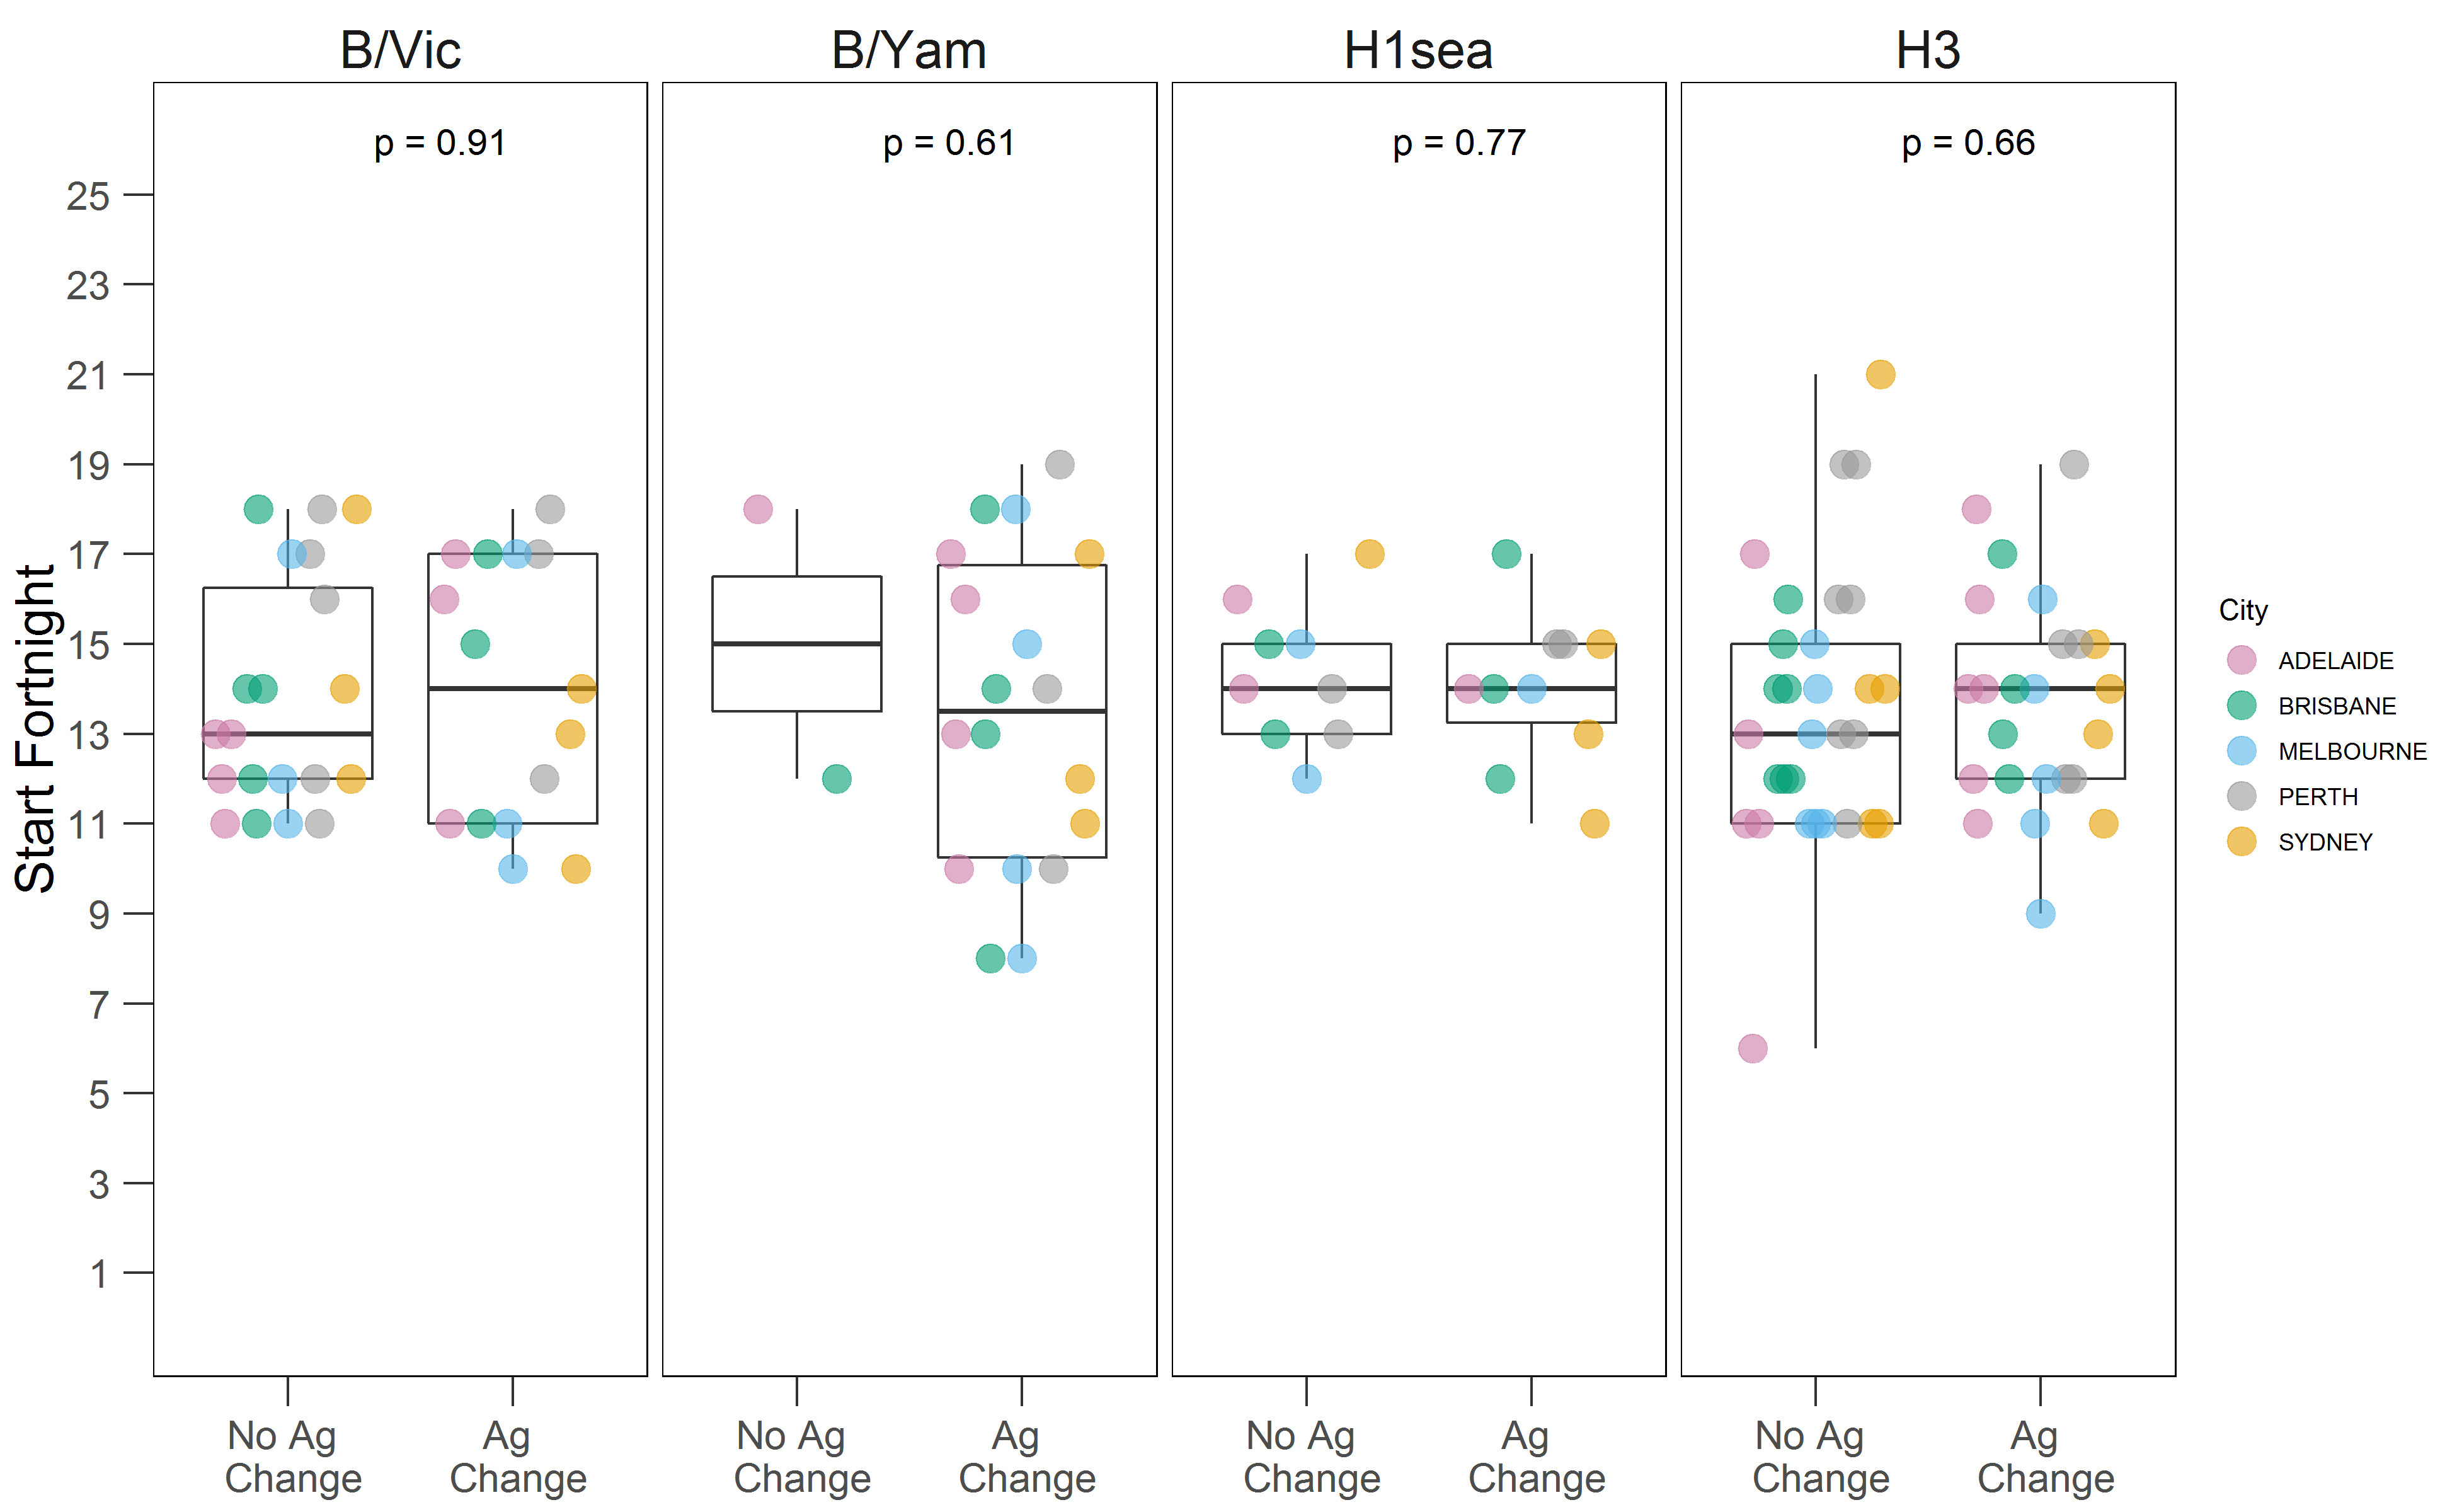 B/Vic B/Yam H1sea H3
p = 0.91 p = 0.61 p = 0.77 p = 0.66
Start Fortnight
25
23
21
19
17
15
13
11
9
7
5
3
1
No Ag Change
Ag Change
No Ag Change
Ag Change
No Ag Change
Ag Change
No Ag Change
Ag Change
City
ADELAIDE
BRISBANE
MELBOURNE
PERTH
SYDNEY